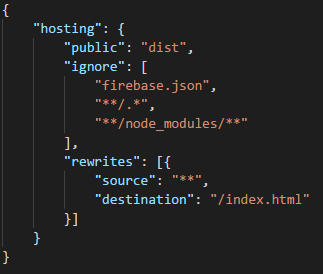 {
    "hosting": {
        "public": "dist",
        "ignore": [
            "firebase.json",
            "**/.*",
            "**/node_modules/**"
        ],
        "rewrites": [{
            "source": "**",
            "destination": "/index.html"
        }]
    }
}